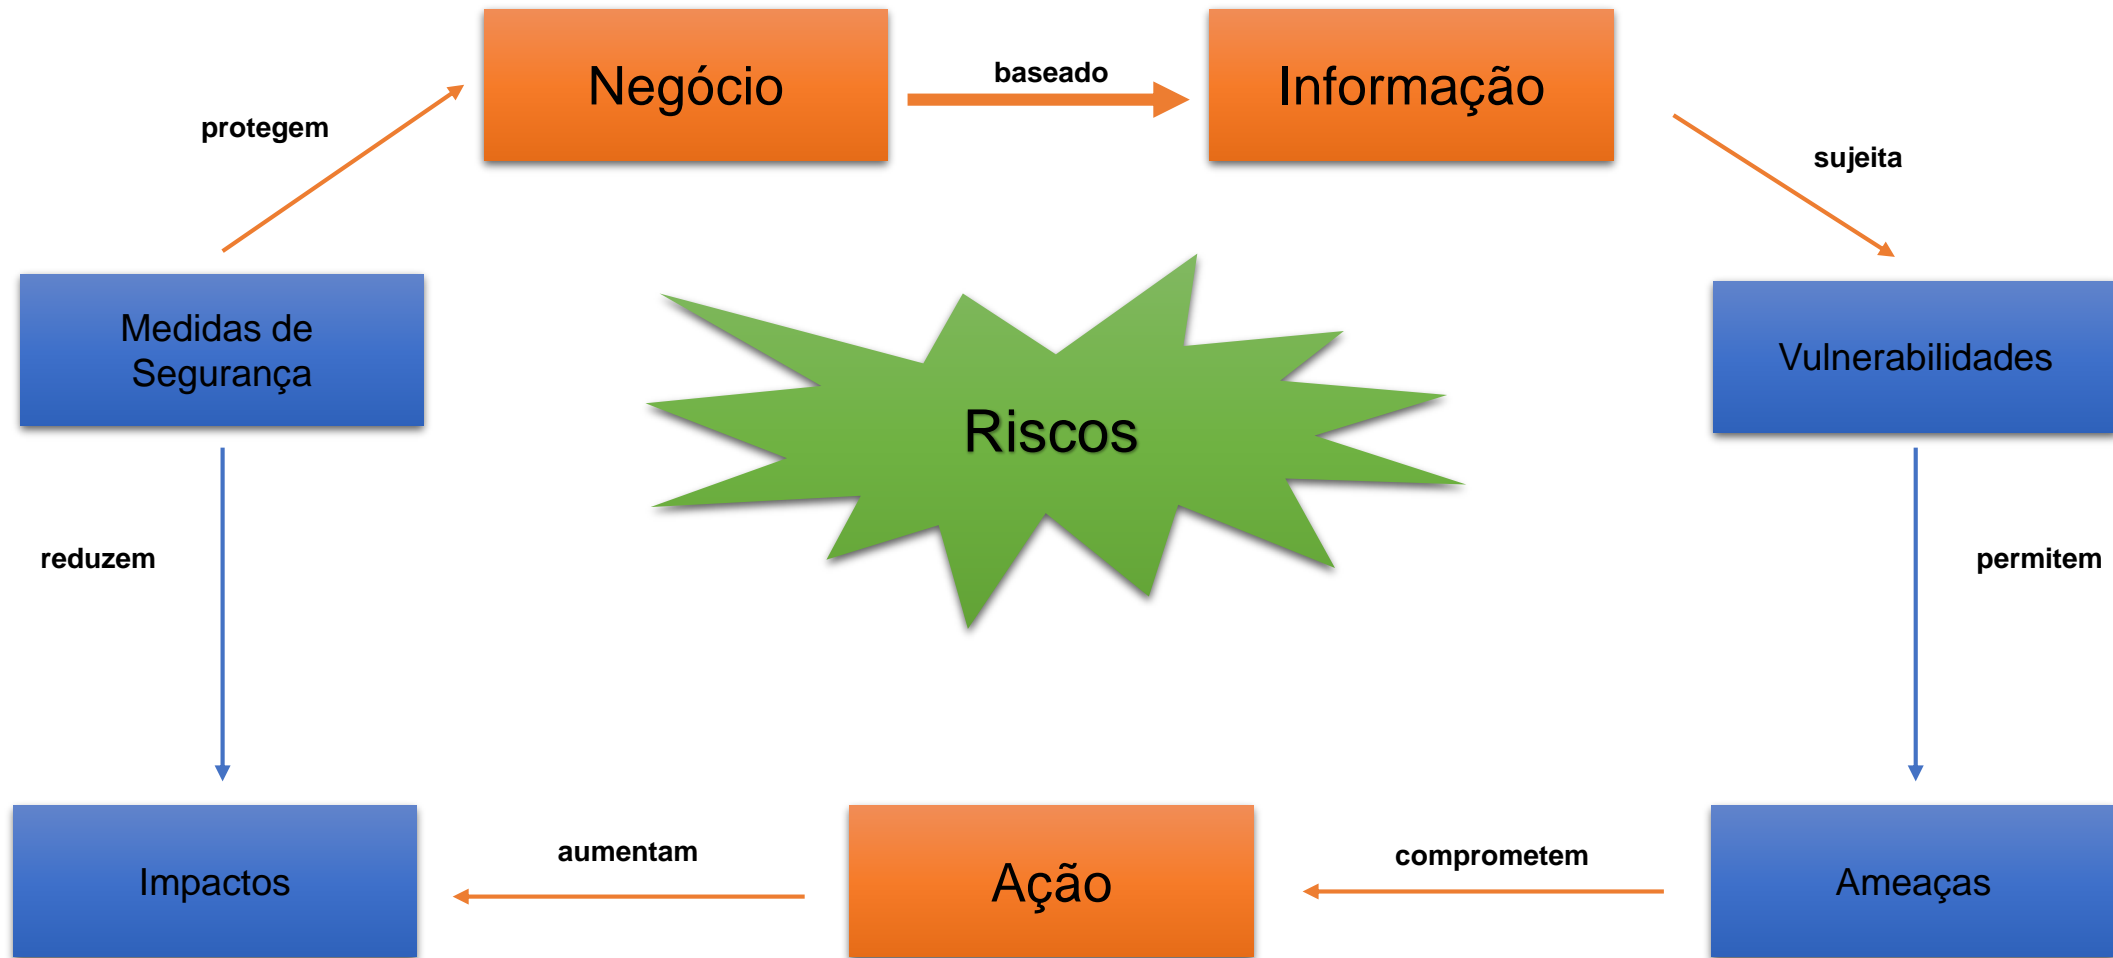 Negócio
baseado
Informação
protegem
sujeita
Medidas de
Segurança
Vulnerabilidades
Riscos
reduzem
permitem
Impactos
aumentam
Ação
comprometem
Ameaças